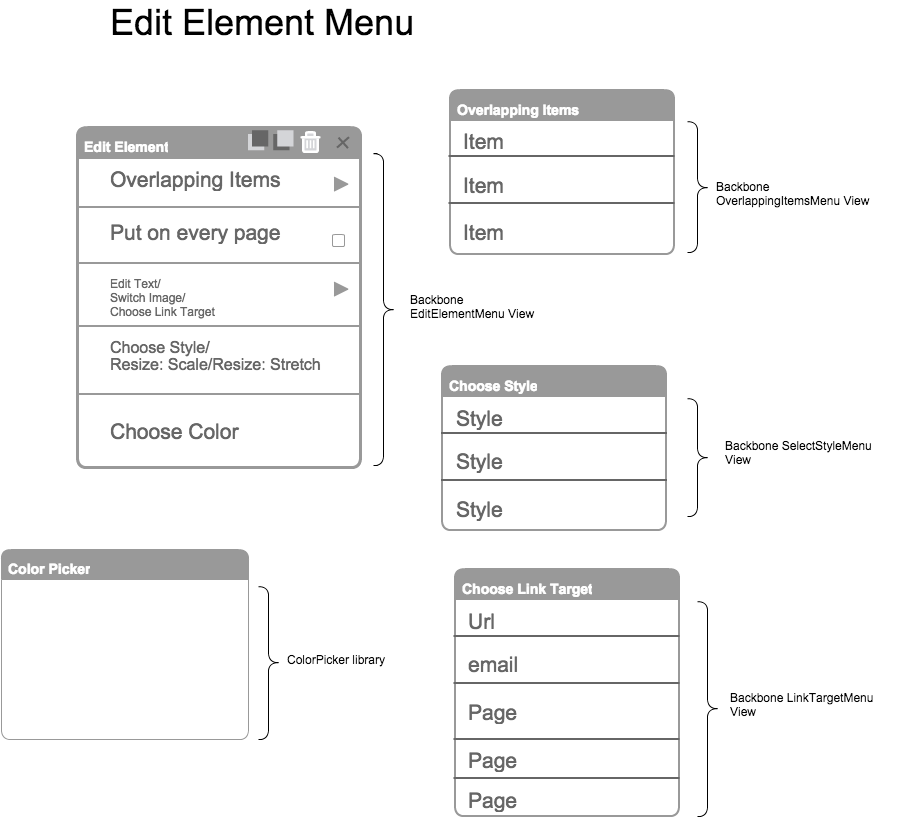 Edit Element Menu
Edit Element
Overlapping Items
Put on every page
Edit Text/
Switch Image/
Choose Link Target
Choose Style/
Resize: Scale/Resize: Stretch
Choose Color
Backbone
EditElementMenu View
Overlapping Items
Item
Item
Item
Backbone
OverlappingItemsMenu View
Choose Style
Style
Style
Style
Backbone SelectStyleMenu
View
Color Picker
ColorPicker library
Choose Link Target
Url
email
Page
Page
Page
Backbone LinkTargetMenu
View